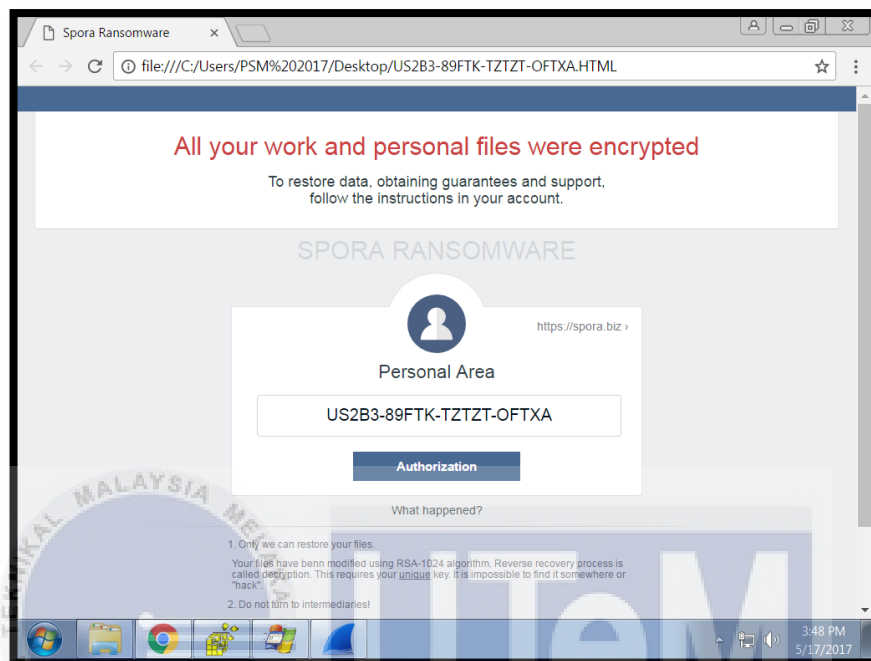 Spora Ransomware
file:///C:/Users/PSM%202017/Desktop/US2B3-89FTK-TZTZT-OFTXA.HTML
All your work and personal files were encrypted
To restore data, obtaining guarantees and support,
follow the instructions in your account.
SPORA RANSOMWARE
https://spora.biz ›
Personal Area
US2B3-89FTK-TZTZT-OFTXA
Authorization
What happened?
1. Only we can restore your files.
Your files have benn modified using RSA-1024 algorithm. Reverse recovery process is
called decryption. This requires your unique key. It is impossible to find it somewhere or
"hack".
2. Do not turn to intermediaries!
TEKNIKAL MALAYSIA MELAKA
UTeM
3:48 PM
5/17/2017